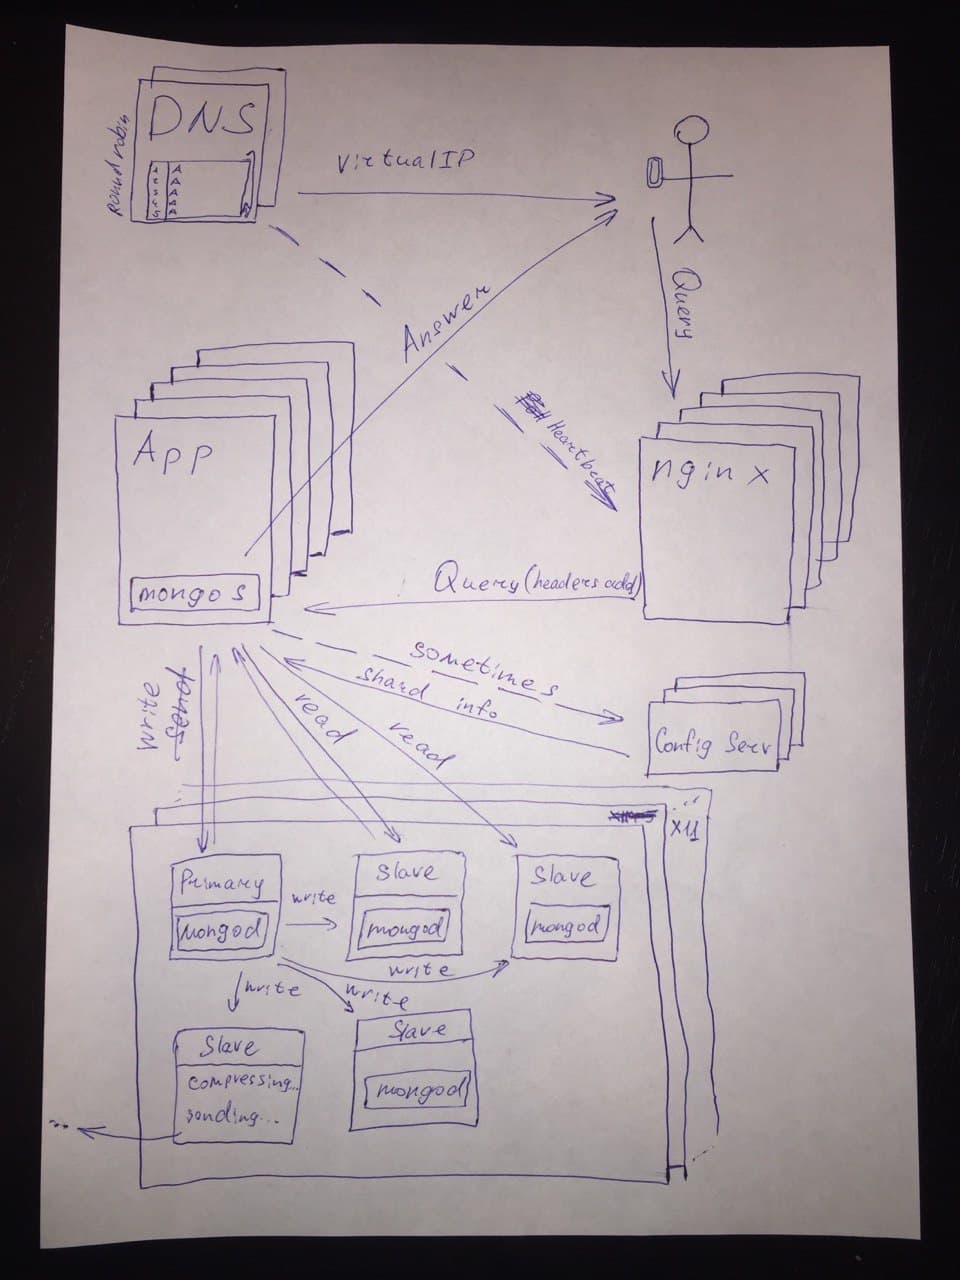 DNS
Round robin
A
A
A
A
A
VirtualIP
Query
Answer
Heartbeat
App
mongos
nginx
Query (headers add)
sometimes
shard
info
write
send
read
read
Config Serv
x11
Primary
mongod
write
Slave
mongod
Slave
mongod
write
write
write
Slave
compressing...
sending...
...
Slave
mongod